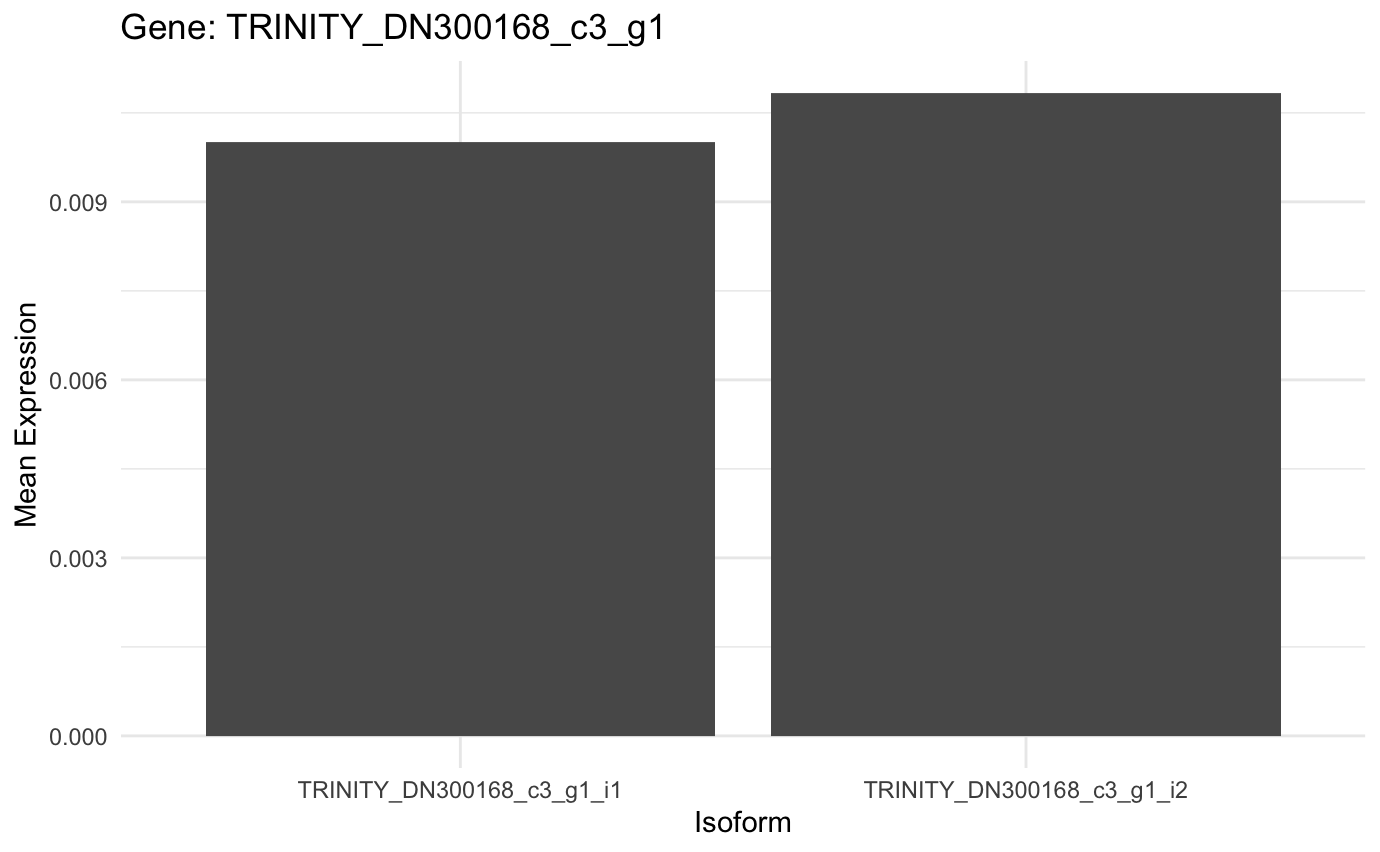 Gene: TRINITY_DN300168_c3_g1
Mean Expression
0.009
0.006
0.003
0.000
TRINITY_DN300168_c3_g1_i1
TRINITY_DN300168_c3_g1_i2
Isoform